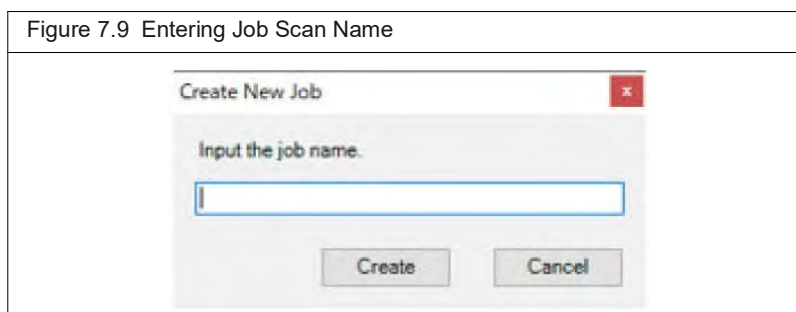 Figure 7.9 Entering Job Scan Name
Create New Job
x
Input the job name.
Create Cancel